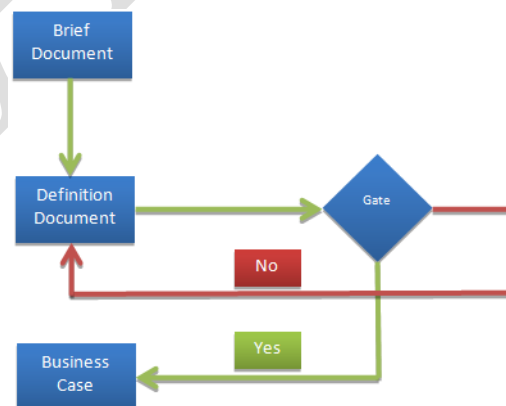 Brief
Document
Definition
Document
Gate
No
Yes
Business
Case